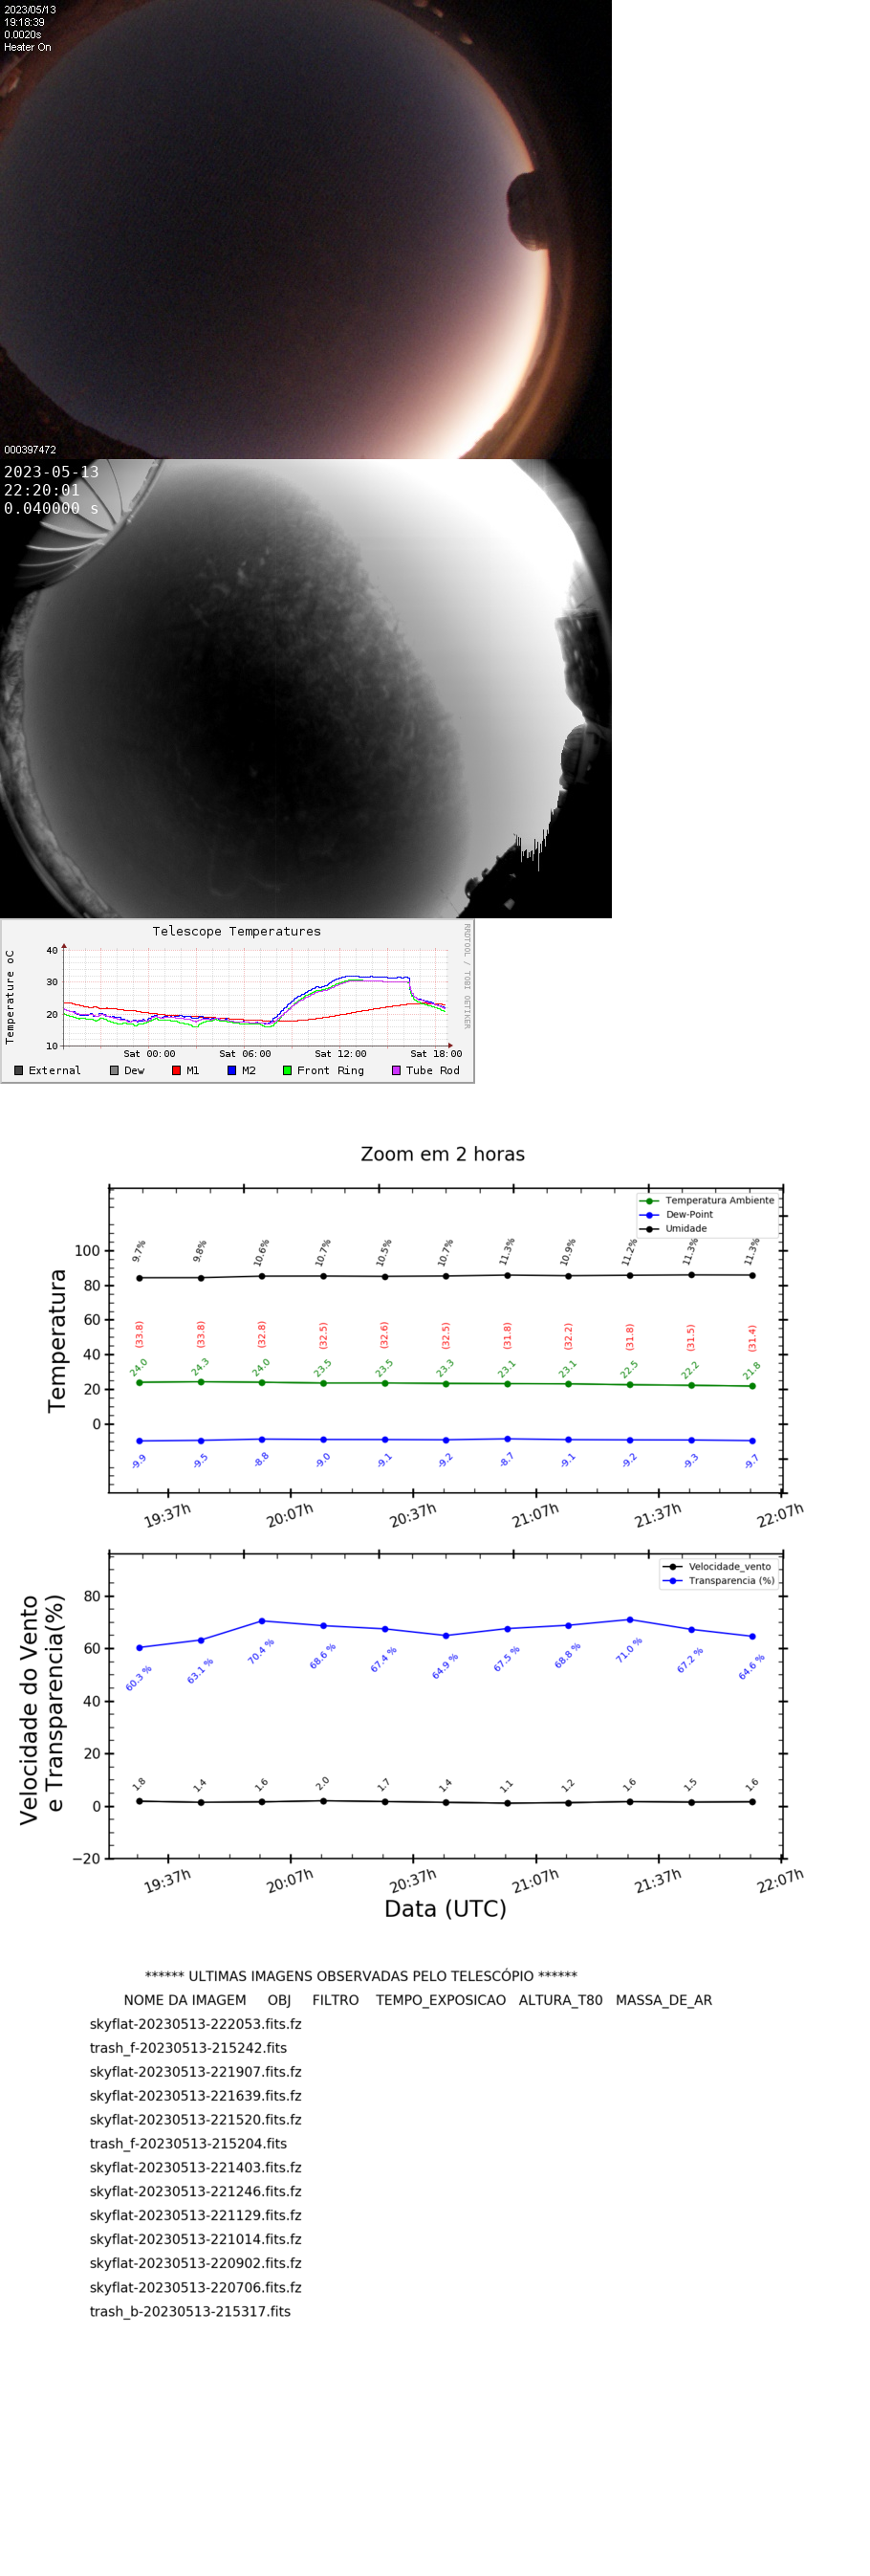 2023/05/13
19:18:39
0.0020s
Heater On
000397472
2023-05-13
22:20:01
0.040000 s
Telescope Temperatures
RRDTOOL / TOBI OETIKER
Temperature oC
40
30
20
10
Sat 00:00 Sat 06:00 Sat 12:00 Sat 18:00
External Dew M1 M2 Front Ring Tube Rod
Zoom em 2 horas
Temperatura Ambiente
Dew-Point
Umidade
Temperatura
100
80
60
40
20
0
9.7% 9.8% 10.6% 10.7% 10.5% 10.7% 11.3% 10.9% 11.2% 11.3% 11.3%
(33.8) (33.8) (32.8) (32.5) (32.6) (32.5) (31.8) (32.2) (31.8) (31.5) (31.4)
24.0 24.3 24.0 23.5 23.5 23.3 23.1 23.1 22.5 22.2 21.8
-9.9 -9.5 -8.8 -9.0 -9.1 -9.2 -8.7 -9.1 -9.2 -9.3 -9.7
19:37h 20:07h 20:37h 21:07h 21:37h 22:07h
Velocidade_vento
Transparencia (%)
Velocidade do Vento
e Transparencia(%)
80
60
40
20
0
−20
60.3 % 63.1 % 70.4 % 68.6 % 67.4 % 64.9 % 67.5 % 68.8 % 71.0 % 67.2 % 64.6 %
1.8 1.4 1.6 2.0 1.7 1.4 1.1 1.2 1.6 1.5 1.6
19:37h 20:07h 20:37h 21:07h 21:37h 22:07h
Data (UTC)
****** ULTIMAS IMAGENS OBSERVADAS PELO TELESCÓPIO ******
NOME DA IMAGEM OBJ FILTRO TEMPO_EXPOSICAO ALTURA_T80 MASSA_DE_AR
skyflat-20230513-222053.fits.fz
trash_f-20230513-215242.fits
skyflat-20230513-221907.fits.fz
skyflat-20230513-221639.fits.fz
skyflat-20230513-221520.fits.fz
trash_f-20230513-215204.fits
skyflat-20230513-221403.fits.fz
skyflat-20230513-221246.fits.fz
skyflat-20230513-221129.fits.fz
skyflat-20230513-221014.fits.fz
skyflat-20230513-220902.fits.fz
skyflat-20230513-220706.fits.fz
trash_b-20230513-215317.fits